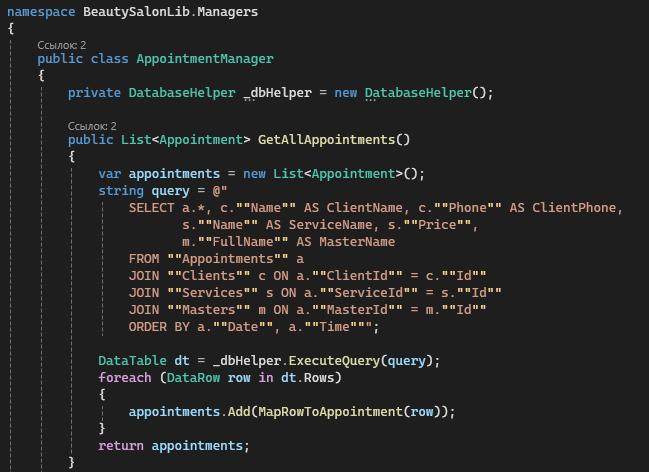 namespace BeautySalonLib.Managers
{
Ссылок: 2
public class AppointmentManager
{
private DatabaseHelper _dbHelper = new DatabaseHelper();
Ссылок: 2
public List<Appointment> GetAllAppointments()
{
var appointments = new List<Appointment>();
string query = @"
SELECT a.*, c.""Name"" AS ClientName, c.""Phone"" AS ClientPhone,
s.""Name"" AS ServiceName, s.""Price"",
m.""FullName"" AS MasterName
FROM ""Appointments"" a
JOIN ""Clients"" c ON a.""ClientId"" = c.""Id""
JOIN ""Services"" s ON a.""ServiceId"" = s.""Id""
JOIN ""Masters"" m ON a.""MasterId"" = m.""Id""
ORDER BY a.""Date"", a.""Time""";
DataTable dt = _dbHelper.ExecuteQuery(query);
foreach (DataRow row in dt.Rows)
{
appointments.Add(MapRowToAppointment(row));
}
return appointments;
}